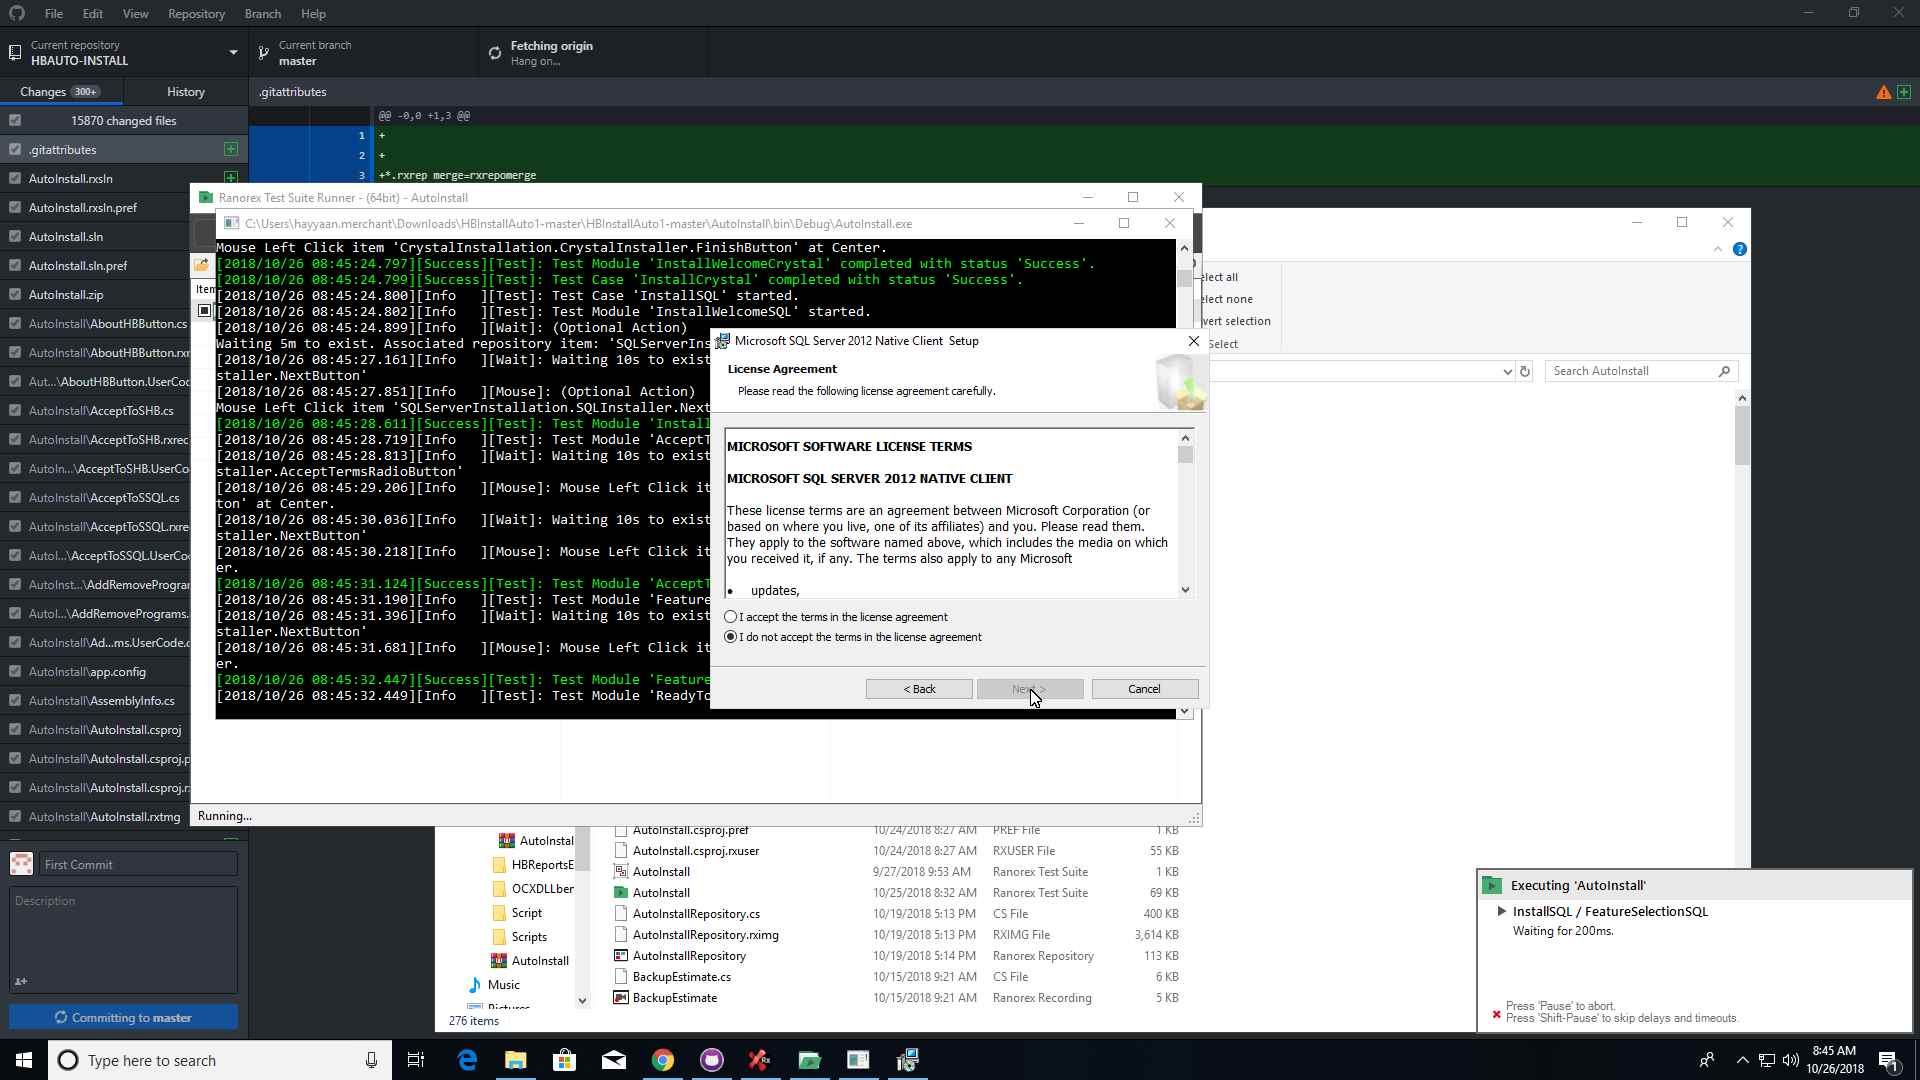 File Edit View Repository Branch Help
Current repository
HBAUTO-INSTALL
Current branch
master
Fetching origin
Hang on...
Changes 300+
History
.gitattributes
15870 changed files
@@ -0,0 +1,3 @@
1 +
2 +
3 +*.rxrep merge=rxrepomerge
.gitattributes
AutoInstall.rxsln
AutoInstall.rxsln.pref
AutoInstall.sln
AutoInstall.sln.pref
AutoInstall.zip
AutoInstall\AboutHBButton.cs
AutoInstall\AboutHBButton.rxr
Aut...\AboutHBButton.UserCo
AutoInstall\AcceptToSHB.cs
AutoInstall\AcceptToSHB.rxrec
AutoIn...\AcceptToSHB.UserCo
AutoInstall\AcceptToSSQL.cs
AutoInstall\AcceptToSSQL.rxre
AutoI...\AcceptToSSQL.UserCo
AutoInst...\AddRemoveProgra
AutoI...\AddRemovePrograms.
AutoInstall\Ad...ms.UserCode.c
AutoInstall\app.config
AutoInstall\AssemblyInfo.cs
AutoInstall\AutoInstall.csproj
AutoInstall\AutoInstall.csproj.p
AutoInstall\AutoInstall.csproj.r
AutoInstall\AutoInstall.rxtmg
First Commit
Description
Committing to master
Ranorex Test Suite Runner - (64bit) - AutoInstall
Item
Running...
C:\Users\hayyaan.merchant\Downloads\HBInstallAuto1-master\HBInstallAuto1-master\AutoInstall\bin\Debug\AutoInstall.exe
Mouse Left Click item 'CrystalInstallation.CrystalInstaller.FinishButton' at Center.
[2018/10/26 08:45:24.797][Success][Test]: Test Module 'InstallWelcomeCrystal' completed with status 'Success'.
[2018/10/26 08:45:24.799][Success][Test]: Test Case 'InstallCrystal' completed with status 'Success'.
[2018/10/26 08:45:24.800][Info   ][Test]: Test Case 'InstallSQL' started.
[2018/10/26 08:45:24.802][Info   ][Test]: Test Module 'InstallWelcomeSQL' started.
[2018/10/26 08:45:24.899][Info   ][Wait]: (Optional Action)
Waiting 5m to exist. Associated repository item: 'SQLServerIns
[2018/10/26 08:45:27.161][Info   ][Wait]: Waiting 10s to exist
staller.NextButton'
[2018/10/26 08:45:27.851][Info   ][Mouse]: (Optional Action)
Mouse Left Click item 'SQLServerInstallation.SQLInstaller.Next
[2018/10/26 08:45:28.611][Success][Test]: Test Module 'Install
[2018/10/26 08:45:28.719][Info   ][Test]: Test Module 'AcceptT
[2018/10/26 08:45:28.813][Info   ][Wait]: Waiting 10s to exist
staller.AcceptTermsRadioButton'
[2018/10/26 08:45:29.206][Info   ][Mouse]: Mouse Left Click it
ton' at Center.
[2018/10/26 08:45:30.036][Info   ][Wait]: Waiting 10s to exist
staller.NextButton'
[2018/10/26 08:45:30.218][Info   ][Mouse]: Mouse Left Click it
er.
[2018/10/26 08:45:31.124][Success][Test]: Test Module 'AcceptT
[2018/10/26 08:45:31.190][Info   ][Test]: Test Module 'Feature
[2018/10/26 08:45:31.396][Info   ][Wait]: Waiting 10s to exist
staller.NextButton'
[2018/10/26 08:45:31.681][Info   ][Mouse]: Mouse Left Click it
er.
[2018/10/26 08:45:32.447][Success][Test]: Test Module 'Feature
[2018/10/26 08:45:32.449][Info   ][Test]: Test Module 'ReadyTo
Microsoft SQL Server 2012 Native Client  Setup
License Agreement
Please read the following license agreement carefully.
MICROSOFT SOFTWARE LICENSE TERMS
MICROSOFT SQL SERVER 2012 NATIVE CLIENT
These license terms are an agreement between Microsoft Corporation (or
based on where you live, one of its affiliates) and you. Please read them.
They apply to the software named above, which includes the media on which
you received it, if any. The terms also apply to any Microsoft
• updates,
I accept the terms in the license agreement
I do not accept the terms in the license agreement
< Back
Next >
Cancel
elect all
elect none
vert selection
Select
Search AutoInstall
AutoInstal
HBReportsE
OCXDLLber
Script
Scripts
AutoInstall
Music
Pictures
AutoInstall.csproj.pref 10/24/2018 8:27 AM PREF File 1 KB
AutoInstall.csproj.rxuser 10/24/2018 8:27 AM RXUSER File 55 KB
AutoInstall 9/27/2018 9:53 AM Ranorex Test Suite 1 KB
AutoInstall 10/25/2018 8:32 AM Ranorex Test Suite 69 KB
AutoInstallRepository.cs 10/19/2018 5:13 PM CS File 400 KB
AutoInstallRepository.rximg 10/19/2018 5:13 PM RXIMG File 3,614 KB
AutoInstallRepository 10/19/2018 5:14 PM Ranorex Repository 113 KB
BackupEstimate.cs 10/15/2018 9:21 AM CS File 6 KB
BackupEstimate 10/15/2018 9:21 AM Ranorex Recording 5 KB
276 items
Executing 'AutoInstall'
InstallSQL / FeatureSelectionSQL
Waiting for 200ms.
Press 'Pause' to abort.
Press 'Shift-Pause' to skip delays and timeouts.
Type here to search
8:45 AM
10/26/2018
1